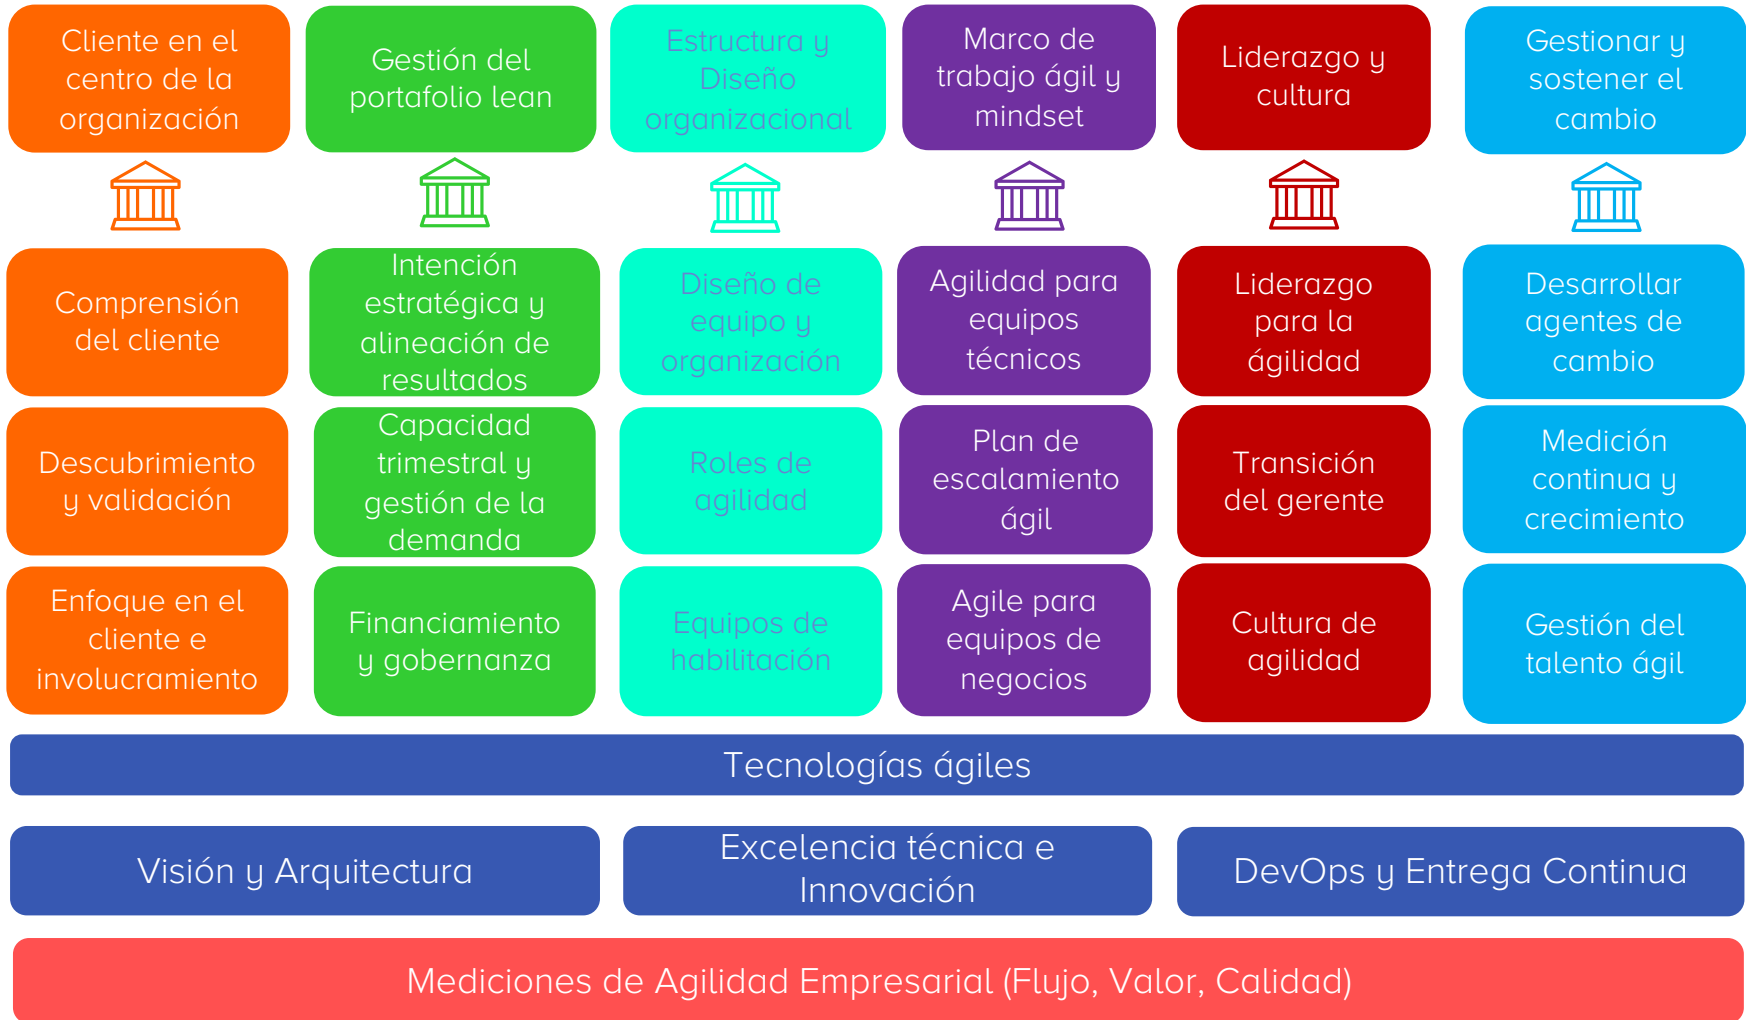 Cliente en el
centro de la
organización
Gestión del
portafolio lean
Estructura y
Diseño
organizacional
Marco de
trabajo ágil y
mindset
Liderazgo y
cultura
Gestionar y
sostener el
cambio
Comprensión
del cliente
Intención
estratégica y
alineación de
resultados
Diseño de
equipo y
organización
Agilidad para
equipos
técnicos
Liderazgo
para la
ágilidad
Desarrollar
agentes de
cambio
Descubrimiento
y validación
Capacidad
trimestral y
gestión de la
demanda
Roles de
agilidad
Plan de
escalamiento
ágil
Transición
del gerente
Medición
continua y
crecimiento
Enfoque en el
cliente e
involucramiento
Financiamiento
y gobernanza
Equipos de
habilitación
Agile para
equipos de
negocios
Cultura de
agilidad
Gestión del
talento ágil
Tecnologías ágiles
Visión y Arquitectura
Excelencia técnica e
Innovación
DevOps y Entrega Continua
Mediciones de Agilidad Empresarial (Flujo, Valor, Calidad)